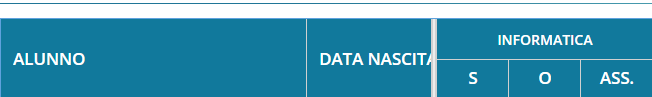 ALUNNO
DATA NASCITA
INFORMATICA
S
O
ASS.